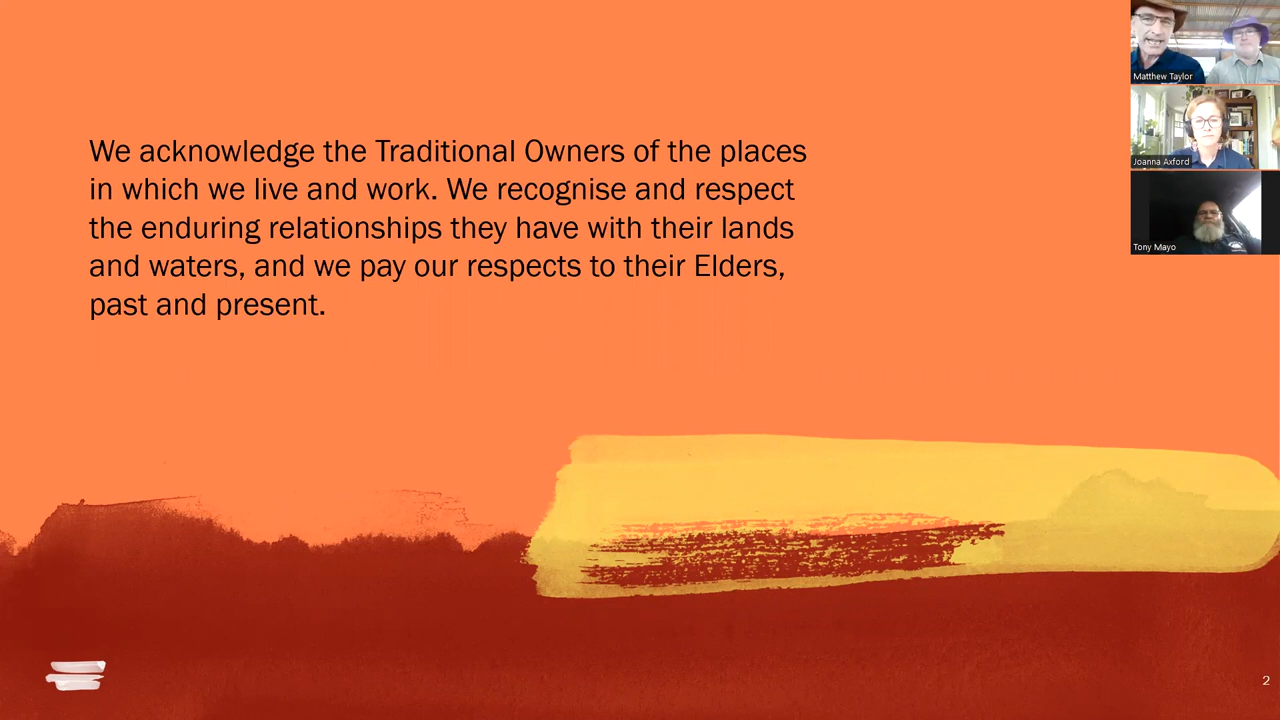 We acknowledge the Traditional Owners of the places
in which we live and work. We recognise and respect
the enduring relationships they have with their lands
and waters, and we pay our respects to their Elders,
past and present.
Matthew Taylor
Joanna Axford
Tony Mayo
2